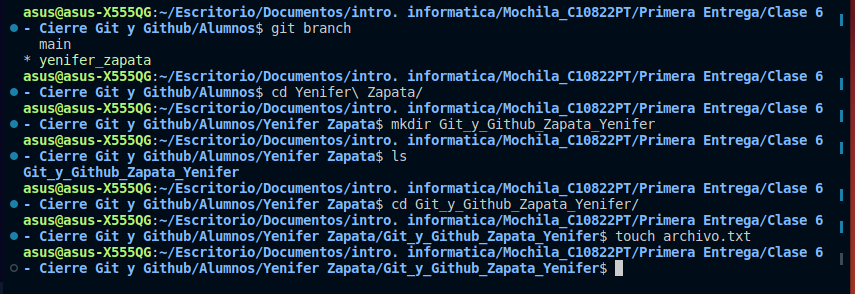 asus@asus-X555QG:~/Escritorio/Documentos/intro. informatica/Mochila_C10822PT/Primera Entrega/Clase 6
- Cierre Git y Github/Alumnos$ git branch
  main
* yenifer_zapata
asus@asus-X555QG:~/Escritorio/Documentos/intro. informatica/Mochila_C10822PT/Primera Entrega/Clase 6
- Cierre Git y Github/Alumnos$ cd Yenifer\ Zapata/
asus@asus-X555QG:~/Escritorio/Documentos/intro. informatica/Mochila_C10822PT/Primera Entrega/Clase 6
- Cierre Git y Github/Alumnos/Yenifer Zapata$ mkdir Git_y_Github_Zapata_Yenifer
asus@asus-X555QG:~/Escritorio/Documentos/intro. informatica/Mochila_C10822PT/Primera Entrega/Clase 6
- Cierre Git y Github/Alumnos/Yenifer Zapata$ ls
Git_y_Github_Zapata_Yenifer
asus@asus-X555QG:~/Escritorio/Documentos/intro. informatica/Mochila_C10822PT/Primera Entrega/Clase 6
- Cierre Git y Github/Alumnos/Yenifer Zapata$ cd Git_y_Github_Zapata_Yenifer/
asus@asus-X555QG:~/Escritorio/Documentos/intro. informatica/Mochila_C10822PT/Primera Entrega/Clase 6
- Cierre Git y Github/Alumnos/Yenifer Zapata/Git_y_Github_Zapata_Yenifer$ touch archivo.txt
asus@asus-X555QG:~/Escritorio/Documentos/intro. informatica/Mochila_C10822PT/Primera Entrega/Clase 6
- Cierre Git y Github/Alumnos/Yenifer Zapata/Git_y_Github_Zapata_Yenifer$